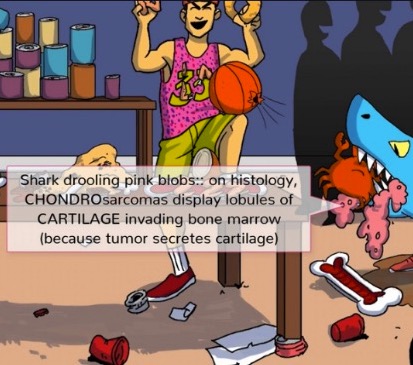 Shark drooling pink blobs:: on histology,
CHONDROsarcomas display lobules of
CARTILAGE invading bone marrow
(because tumor secretes cartilage)